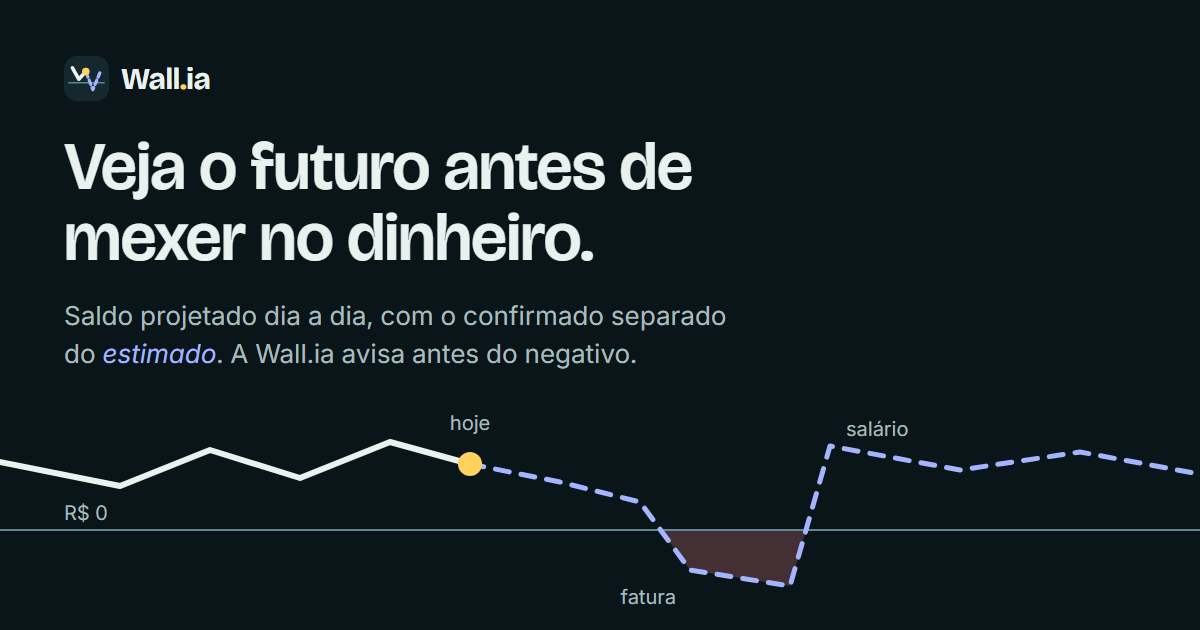 Wall.ia
Veja o futuro antes de
mexer no dinheiro.
Saldo projetado dia a dia, com o confirmado separado
do estimado. A Wall.ia avisa antes do negativo.
hoje
salário
R$ 0
fatura